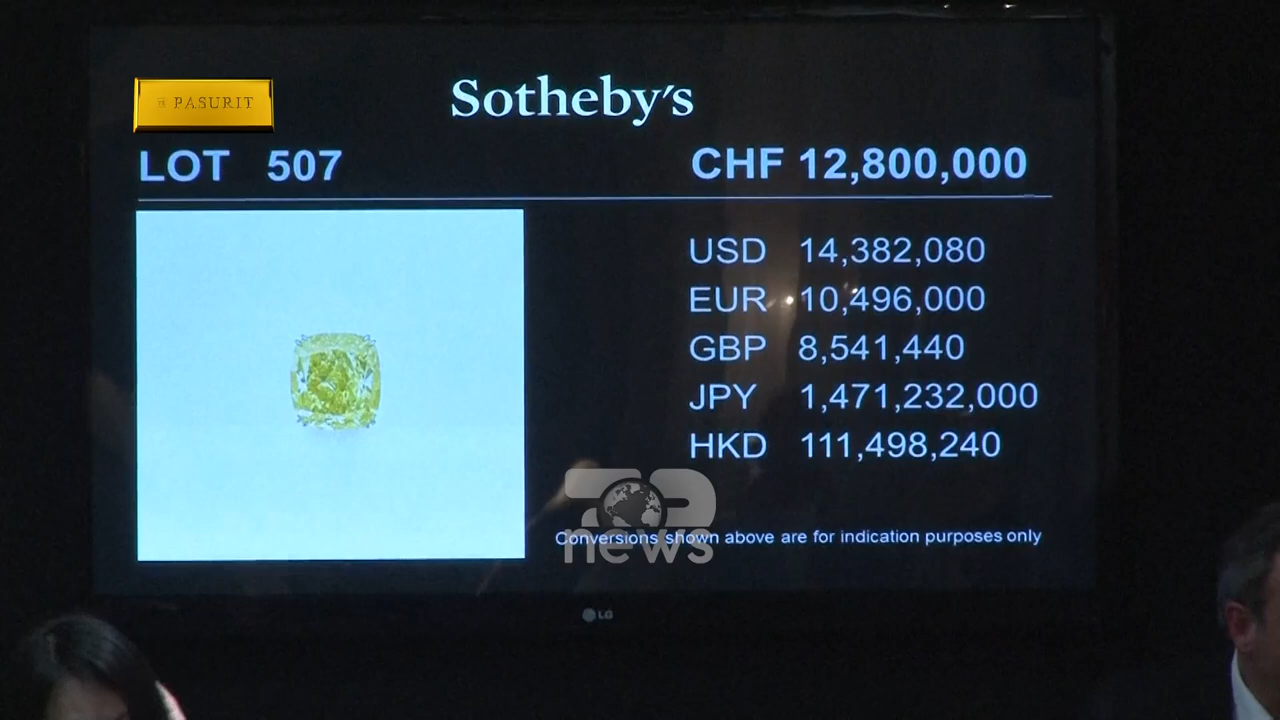 PASURIT
Sotheby's
LOT 507 CHF 12,800,000
USD 14,382,080
EUR 10,496,000
GBP 8,541,440
JPY 1,471,232,000
HKD 111,498,240
news
Conversions shown above are for indication purposes only
LG